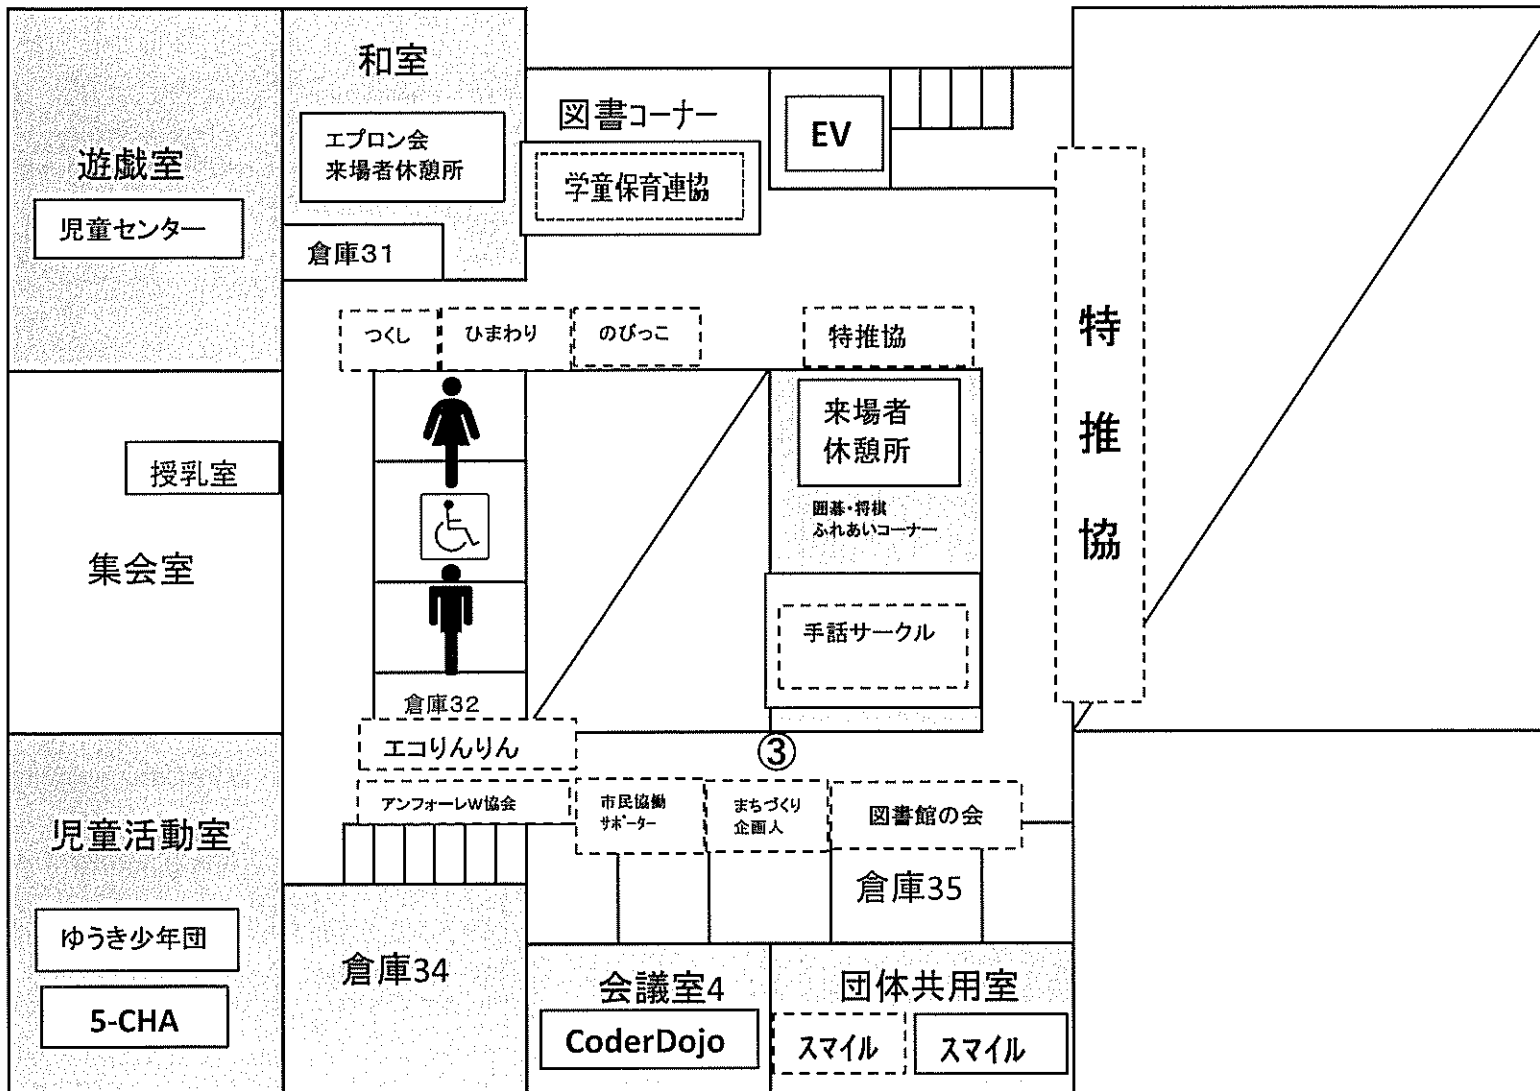 和室
エプロン会
来場者休憩所
図書コーナー
学童保育連協
EV
遊戯室
児童センター
倉庫31
つくし
ひまわり
のびっこ
特推協
特推協
来場者
休憩所
囲碁・将棋
ふれあいコーナー
授乳室
集会室
手話サークル
倉庫32
エコりんりん
③
アンフォーレW協会
市民協働
サポーター
まちづくり
企画人
図書館の会
児童活動室
ゆうき少年団
5-CHA
倉庫34
倉庫35
会議室4
CoderDojo
団体共用室
スマイル
スマイル